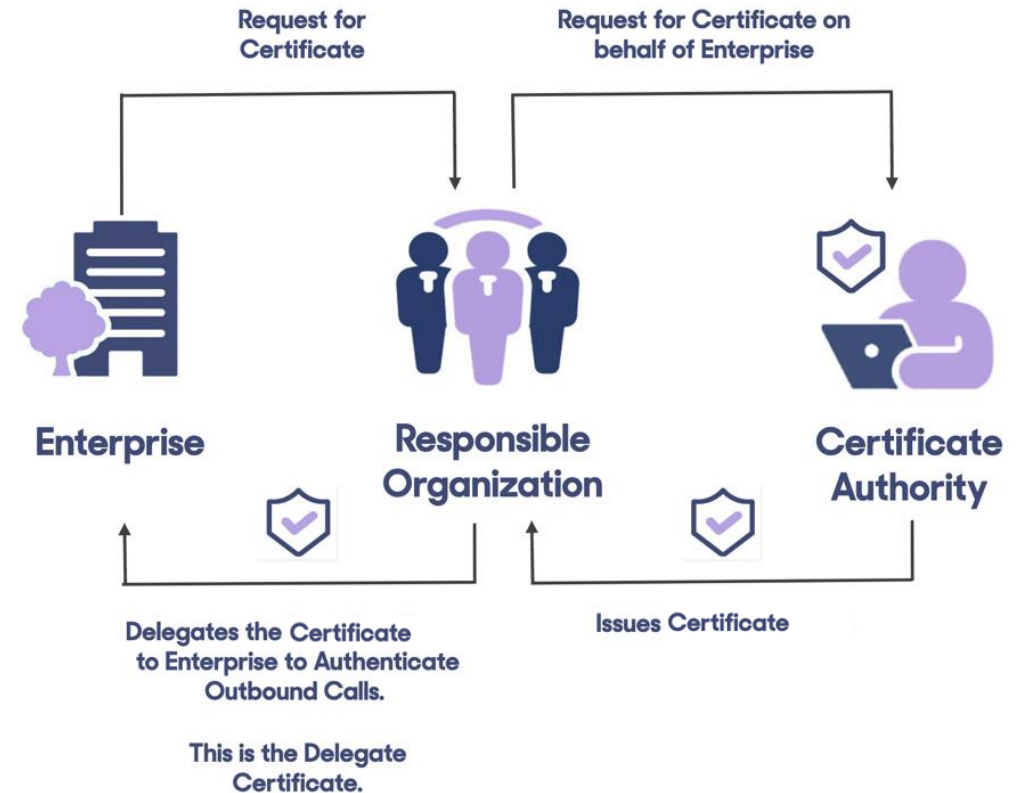 Request for
Certificate
Request for Certificate on
behalf of Enterprise
Enterprise
Responsible
Organization
Certificate
Authority
Delegates the Certificate
to Enterprise to Authenticate
Outbound Calls.
This is the Delegate
Certificate.
Issues Certificate